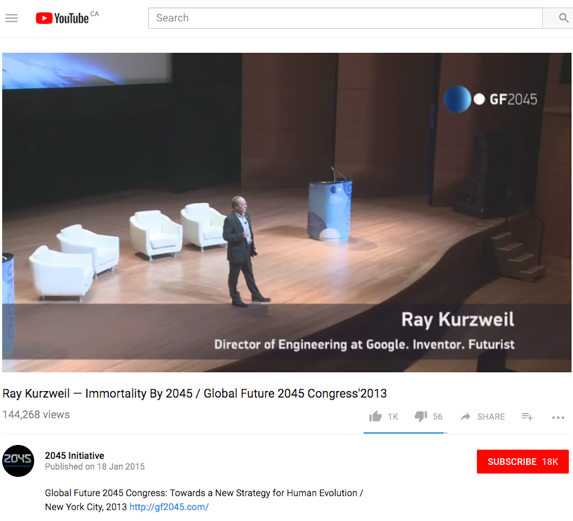 YouTube CA
Search
GF2045
Ray Kurzweil
Director of Engineering at Google. Inventor. Futurist
Ray Kurzweil — Immortality By 2045 / Global Future 2045 Congress'2013
144,268 views
1K 56 SHARE
2045
2045 Initiative
Published on 18 Jan 2015
SUBSCRIBE 18K
Global Future 2045 Congress: Towards a New Strategy for Human Evolution /
New York City, 2013 http://gf2045.com/